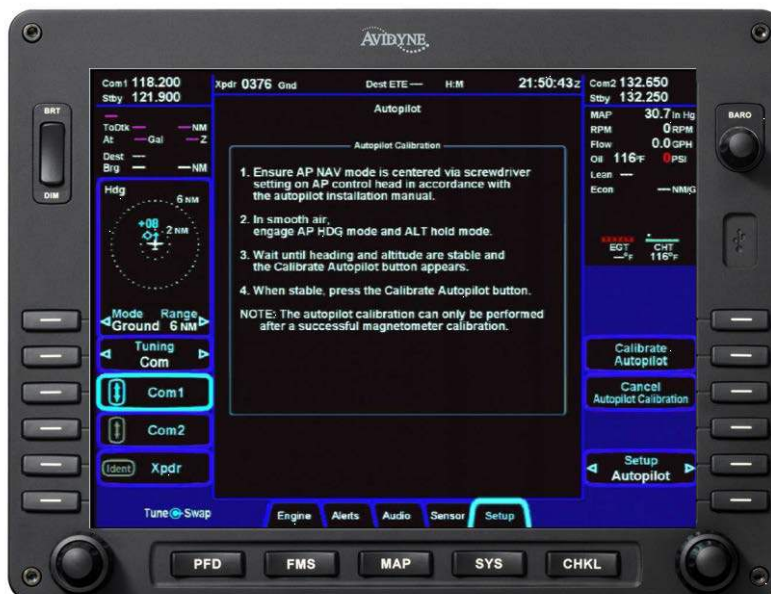 AVIDYNE
Com1 118.200
Stby 121.900
Xpdr 0376 Gnd
Dest ETE —
H:M
21:50:43z
Com2 132.650
Stby 132.250
BRT
DIM
BARO
—
ToDtk — NM
At — Gal — Z
Dest ---
Brg — — NM
Hdg
6 NM
+08
2 NM
Mode Range
Ground 6 NM
Tuning
Com
Com1
Com2
Ident Xpdr
Tune Swap
Autopilot
Autopilot Calibration
1. Ensure AP NAV mode is centered via screwdriver
setting on AP control head in accordance with
the autopilot installation manual.
2. In smooth air,
engage AP HDG mode and ALT hold mode.
3. Wait until heading and altitude are stable and
the Calibrate Autopilot button appears.
4. When stable, press the Calibrate Autopilot button.
NOTE: The autopilot calibration can only be performed
after a successful magnetometer calibration.
MAP 30.7 In Hg
RPM 0 RPM
Flow 0.0 GPH
Oil 116°F 0 PSI
Lean —
Econ — NM/G
EGT CHT
—°F 116°F
Calibrate
Autopilot
Cancel
Autopilot Calibration
Setup
Autopilot
Engine Alerts Audio Sensor Setup
PFD FMS MAP SYS CHKL